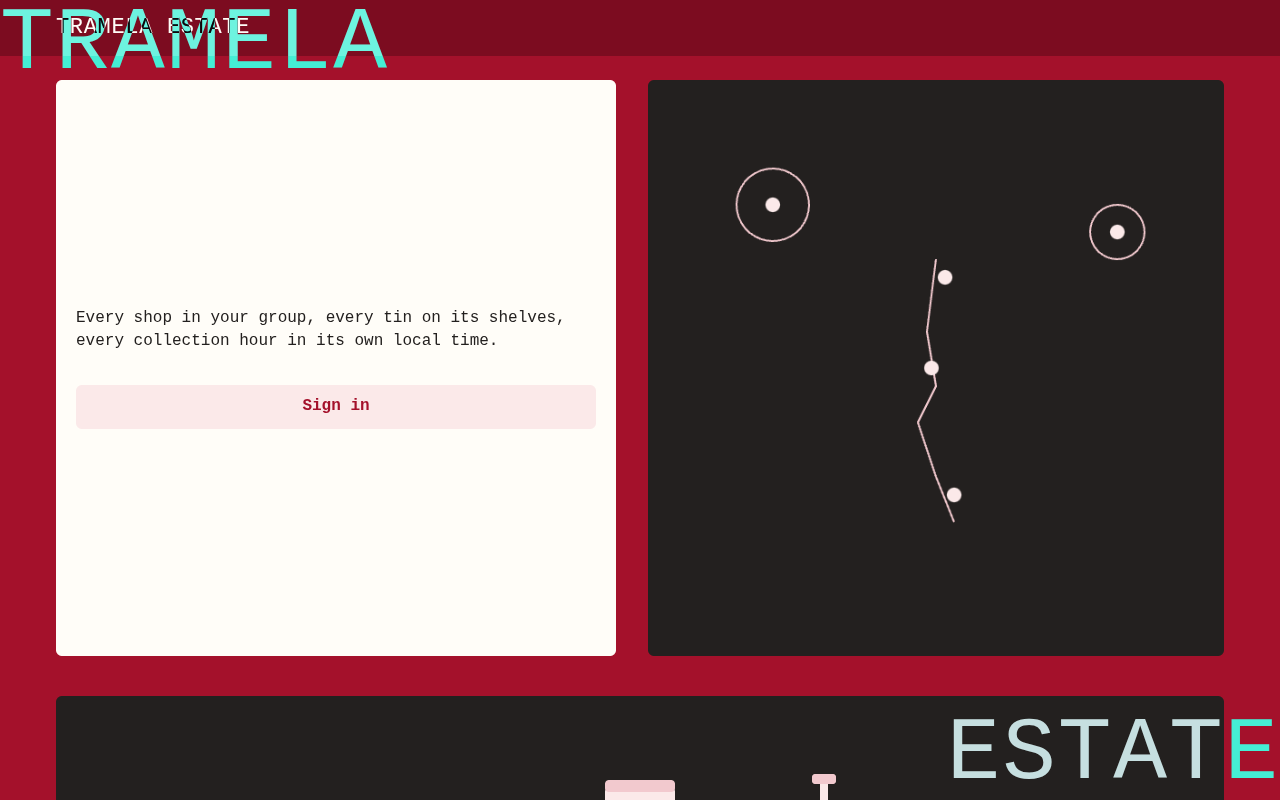 TRAMELA ESTATE
TRAMELA
Every shop in your group, every tin on its shelves,
every collection hour in its own local time.
Sign in
ESTATE